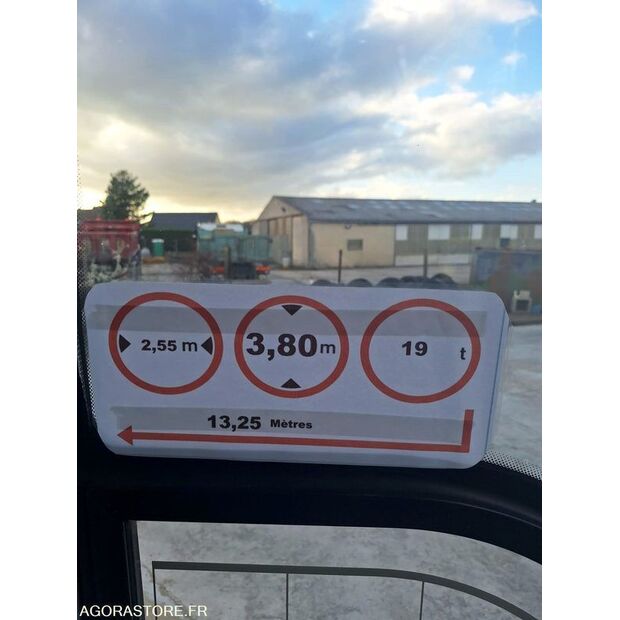 2,55 m
3,80 m
19 t
13,25 Mètres
AGORASTORE.FR